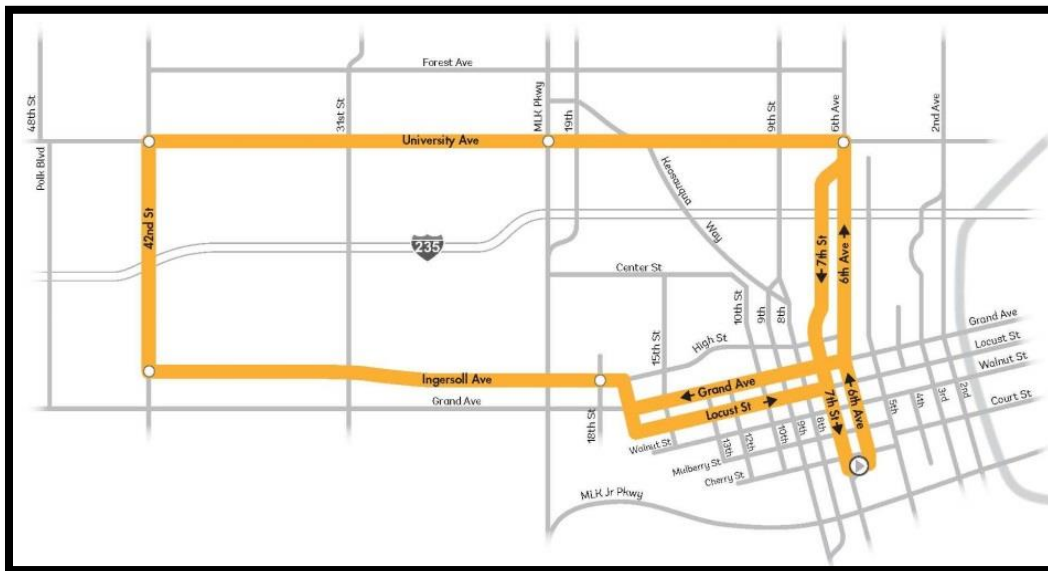 Forest Ave
48th St
31st St
MLK Pkwy
19th
9th St
6th Ave
2nd Ave
University Ave
Polk Blvd
Keosauqua
Way
42nd St
235
7th St
6th Ave
Center St
10th St
9th
8th
15th St
High St
Grand Ave
Locust St
Walnut St
Court St
Ingersoll Ave
Grand Ave
Grand Ave
Locust St
18th St
7th St
6th Ave
5th
4th
3rd
2nd
Walnut St
13th
12th
10th
9th
8th
Mulberry St
Cherry St
MLK Jr Pkwy